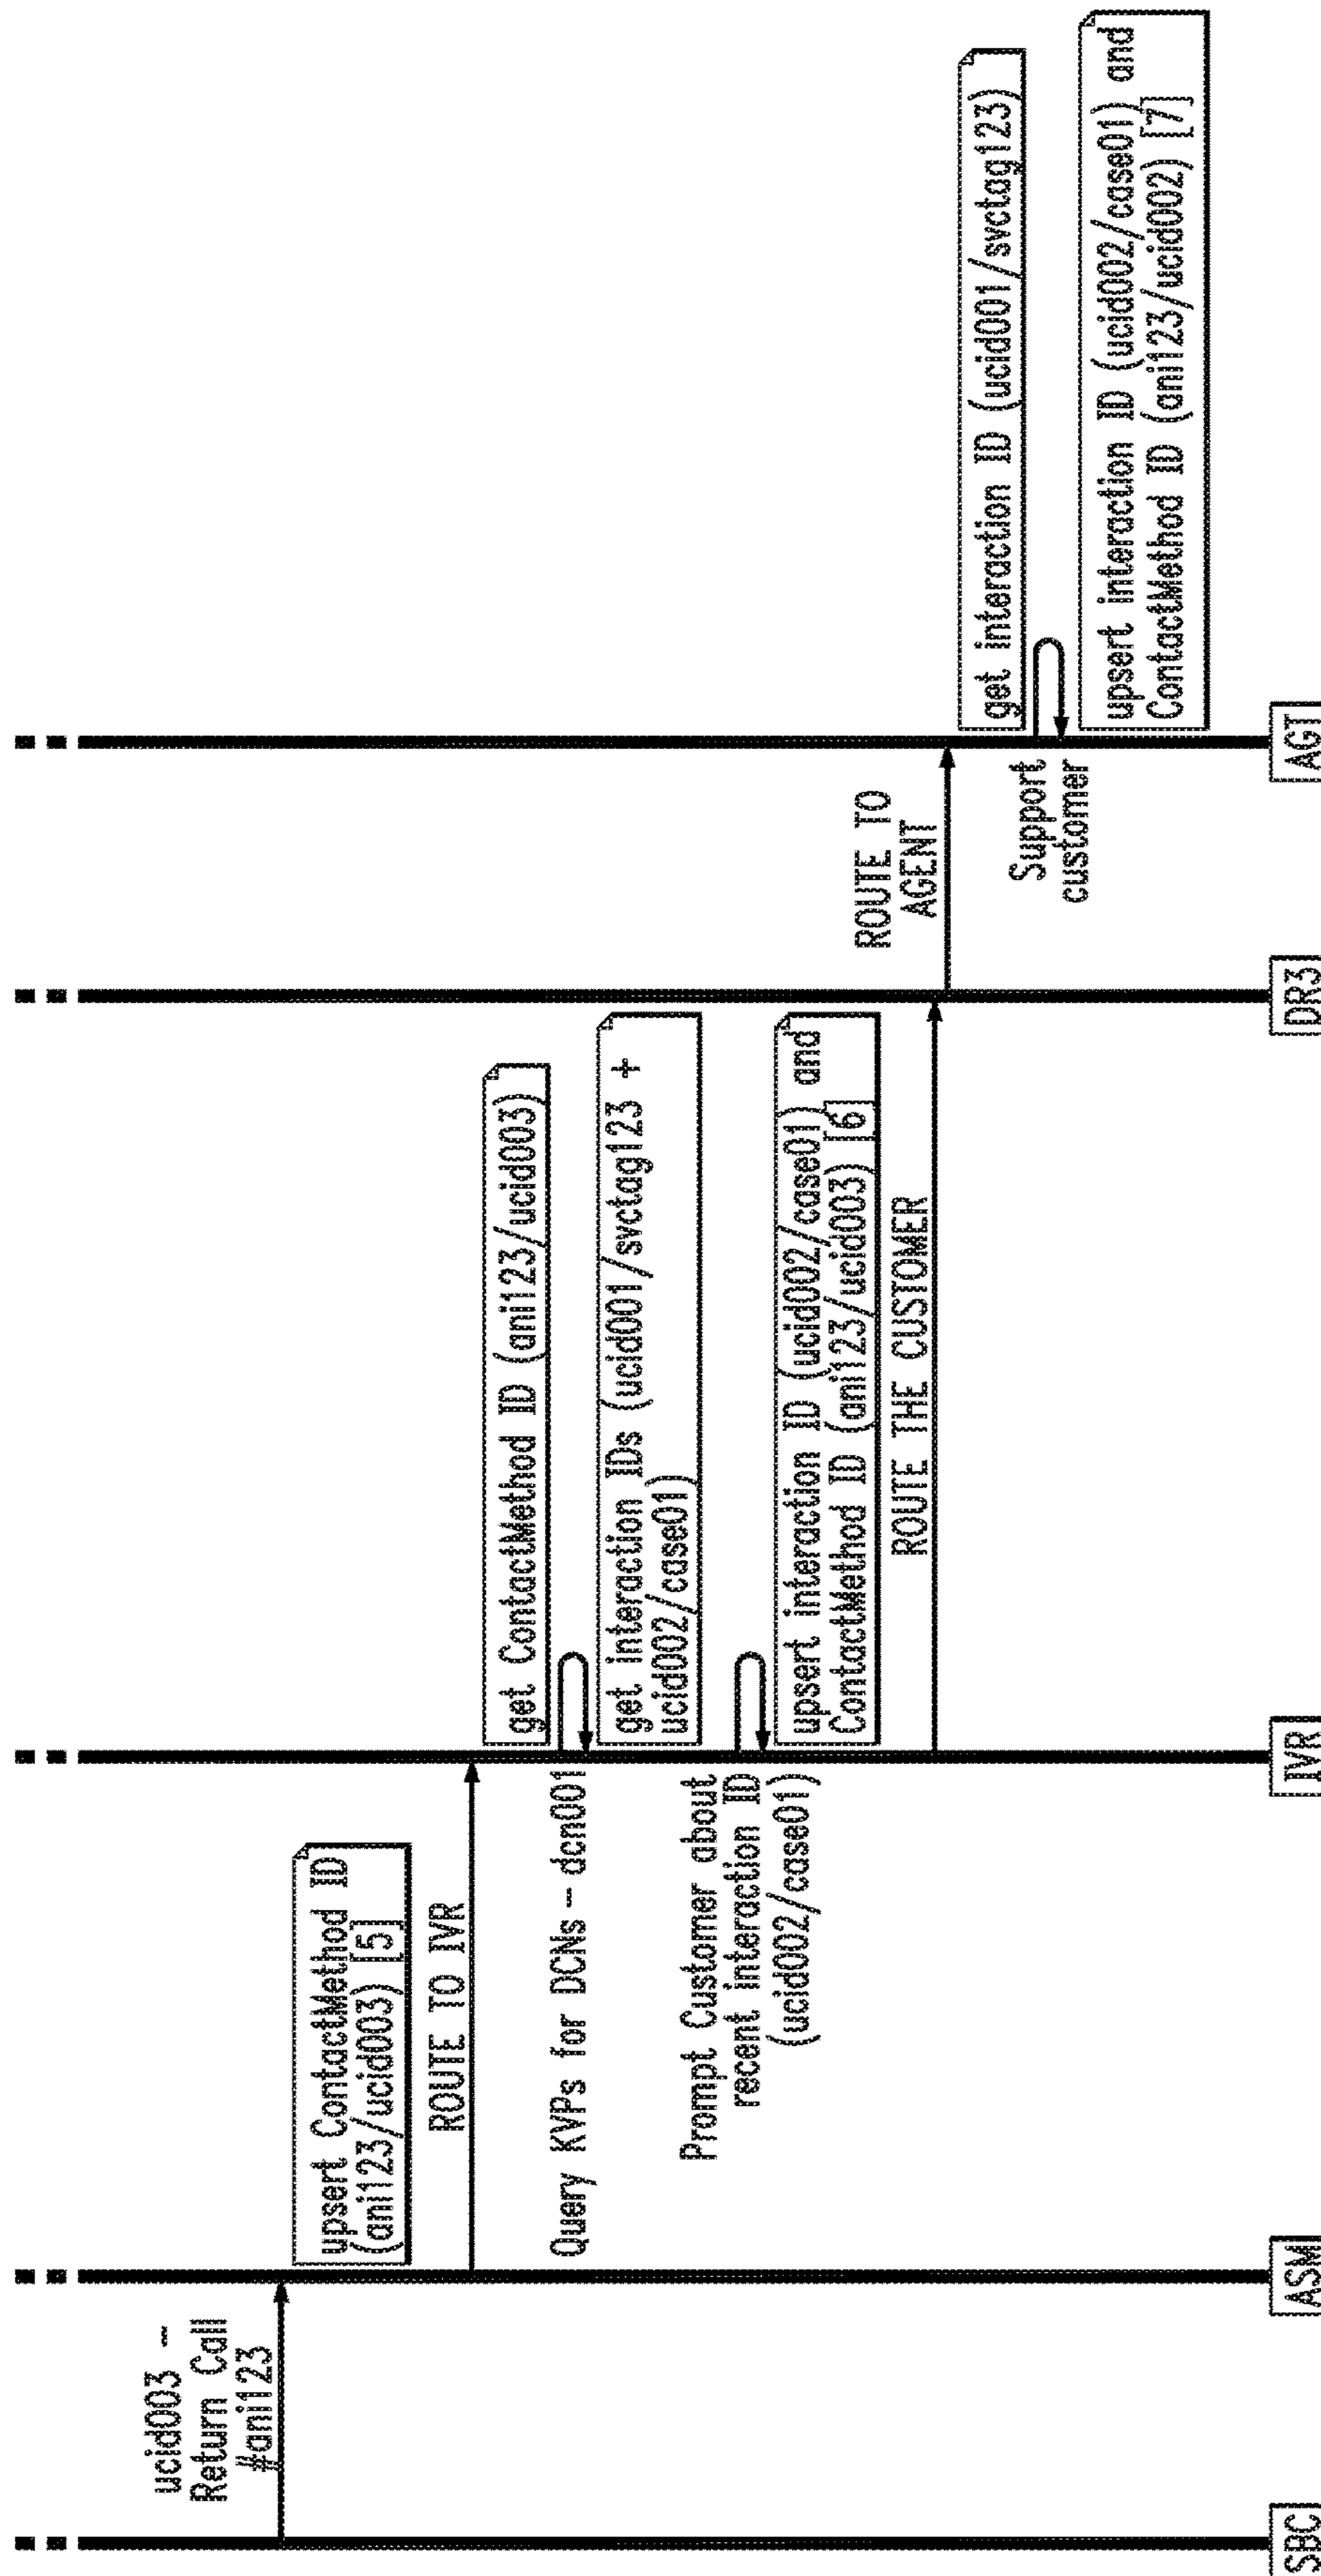 ucid003 –
Return Call
#ani123
upsert ContactMethod ID
(ani123/ucid003) [5]
ROUTE TO IVR
get ContactMethod ID (ani123/ucid003)
Query KVPs for DCNs – dcn001
get interaction IDs (ucid001/svctag123 +
ucid002/case01)
Prompt Customer about
recent interaction ID
(ucid002/case01)
upsert interaction ID (ucid002/case01) and
ContactMethod ID (ani123/ucid003) [6]
ROUTE THE CUSTOMER
ROUTE TO
AGENT
get interaction ID (ucid001/svctag123)
Support
customer
upsert interaction ID (ucid002/case01) and
ContactMethod ID (ani123/ucid002) [7]
SBC
ASM
IVR
DR3
AGT